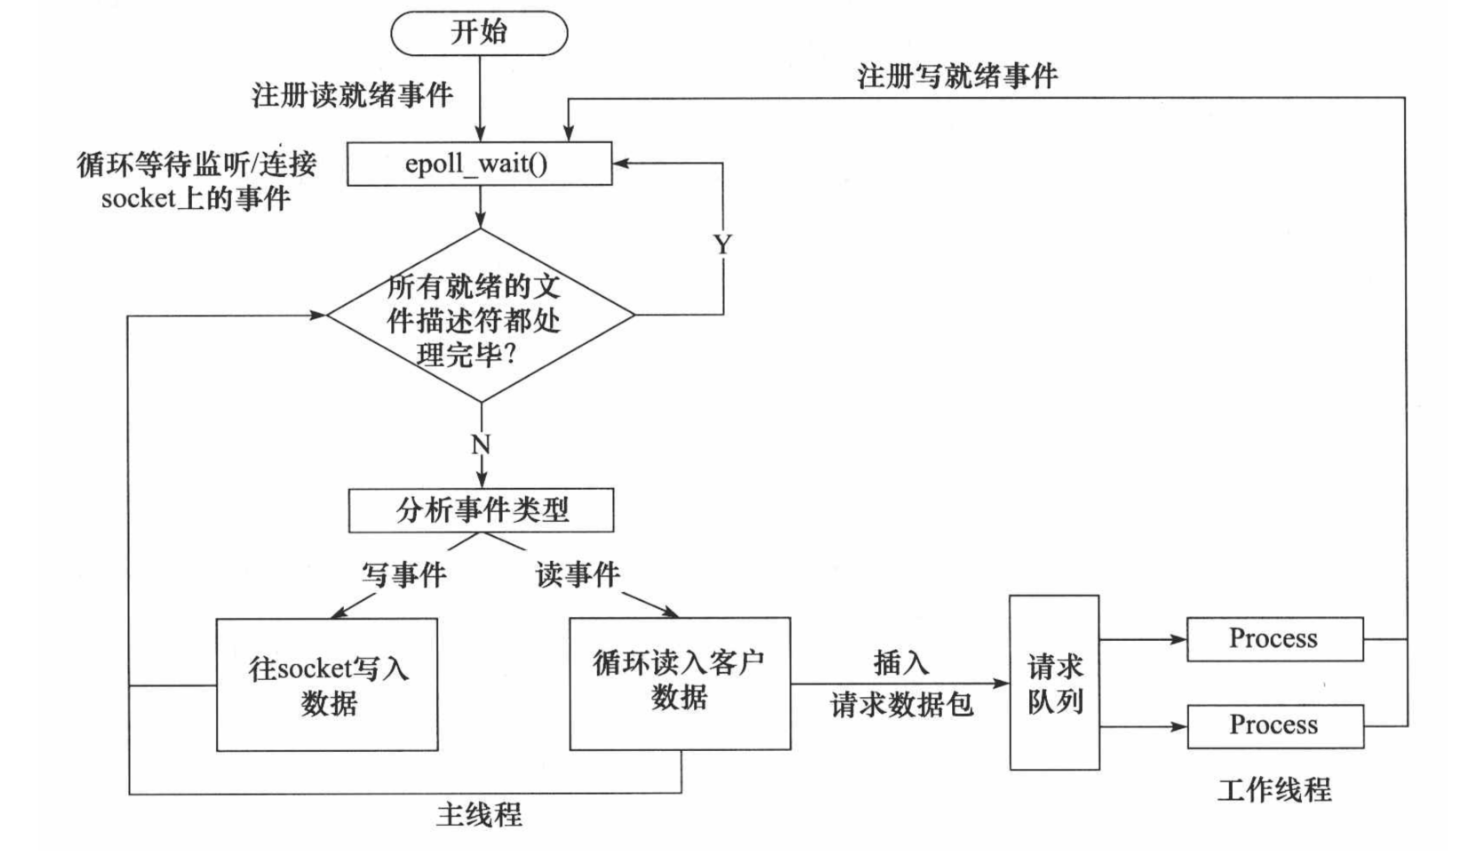 开始
注册读就绪事件
注册写就绪事件
循环等待监听/连接
socket上的事件
epoll_wait()
Y
所有就绪的文
件描述符都处
理完毕?
N
分析事件类型
写事件
读事件
往socket写入
数据
循环读入客户
数据
插入
请求数据包
请求
队列
Process
Process
工作线程
主线程